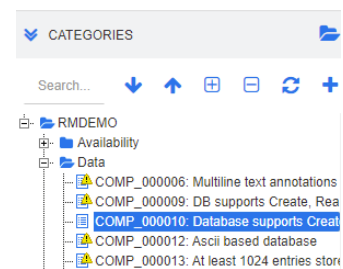 CATEGORIES
Search...
RMDEMO
Availability
Data
COMP_000006: Multiline text annotations
COMP_000009: DB supports Create, Rea
COMP_000010: Database supports Creat
COMP_000012: Ascii based database
COMP_000013: At least 1024 entries store